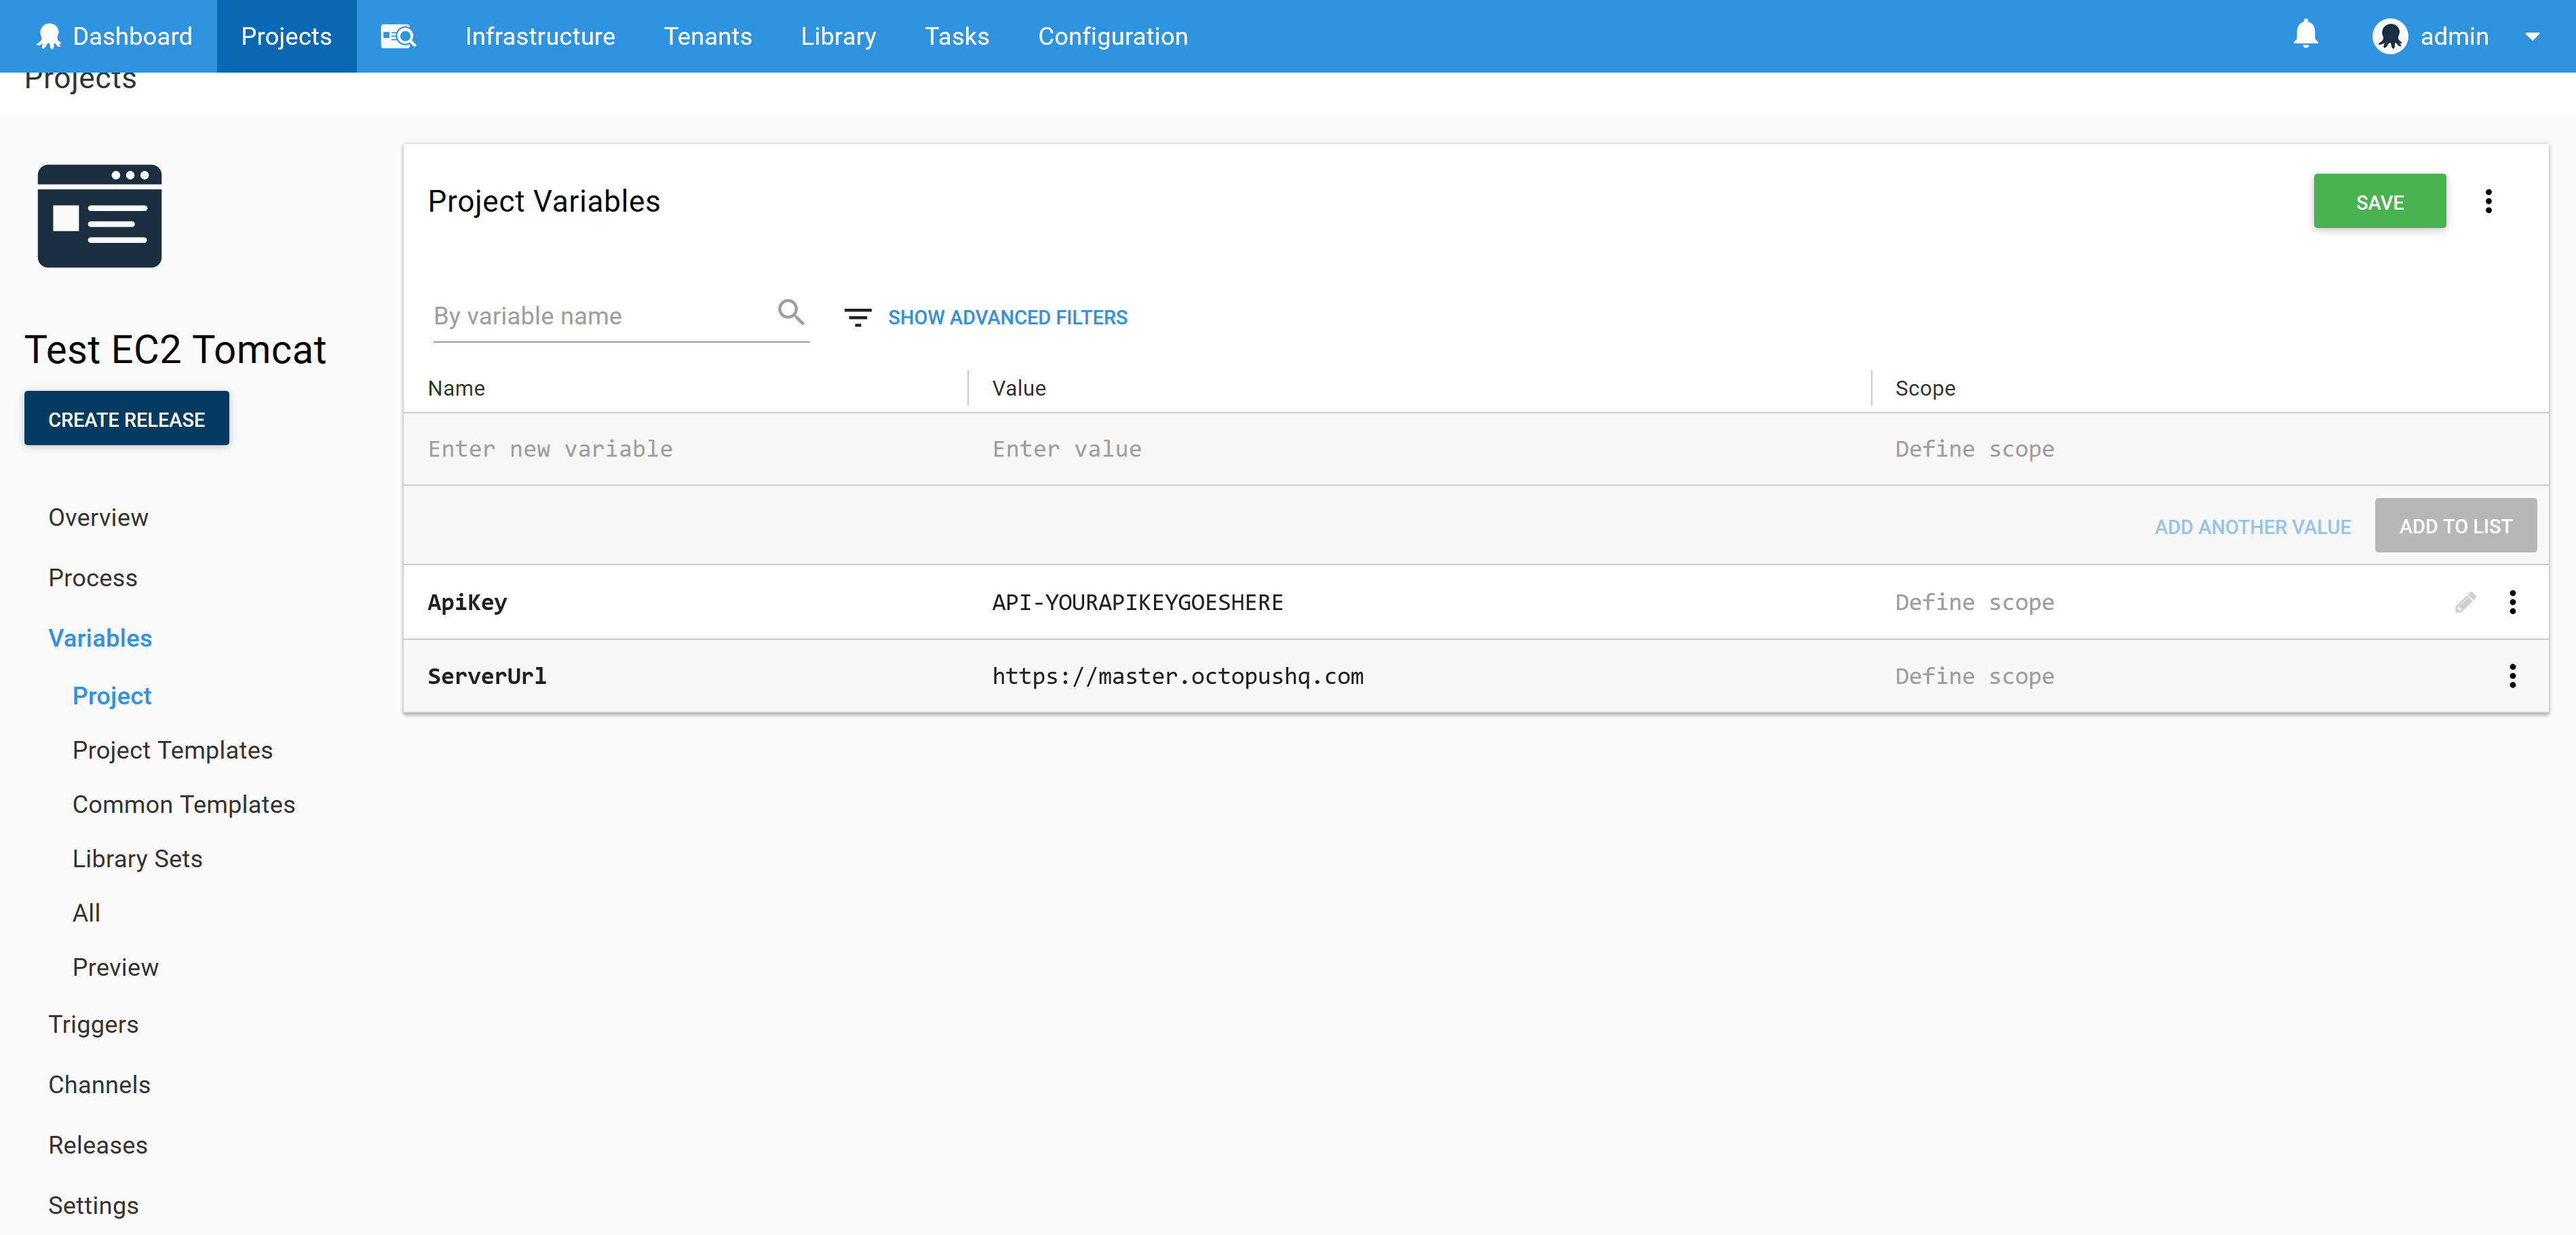 Dashboard Projects Infrastructure Tenants Library Tasks Configuration admin
Projects
Test EC2 Tomcat
CREATE RELEASE
Overview
Process
Variables
Project
Project Templates
Common Templates
Library Sets
All
Preview
Triggers
Channels
Releases
Settings
Project Variables SAVE
By variable name SHOW ADVANCED FILTERS
Name Value Scope
Enter new variable Enter value Define scope
ADD ANOTHER VALUE ADD TO LIST
ApiKey API-YOURAPIKEYGOESHERE Define scope
ServerUrl https://master.octopushq.com Define scope